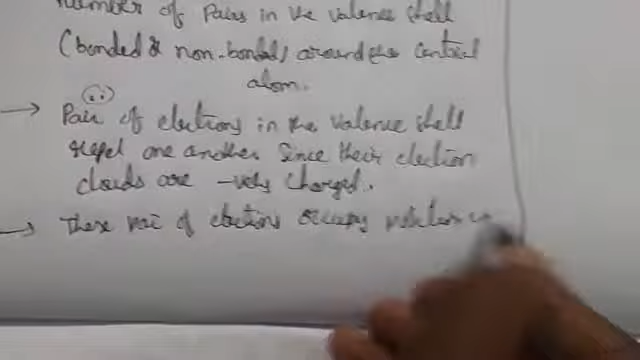 number of Pairs in the valence shell
(bonded & non-bonded) around the Central
atom.
→ Pair of electrons in the valence shell
repel one another since their electron
clouds are -vely Charged.
→ These pair of electrons occupy